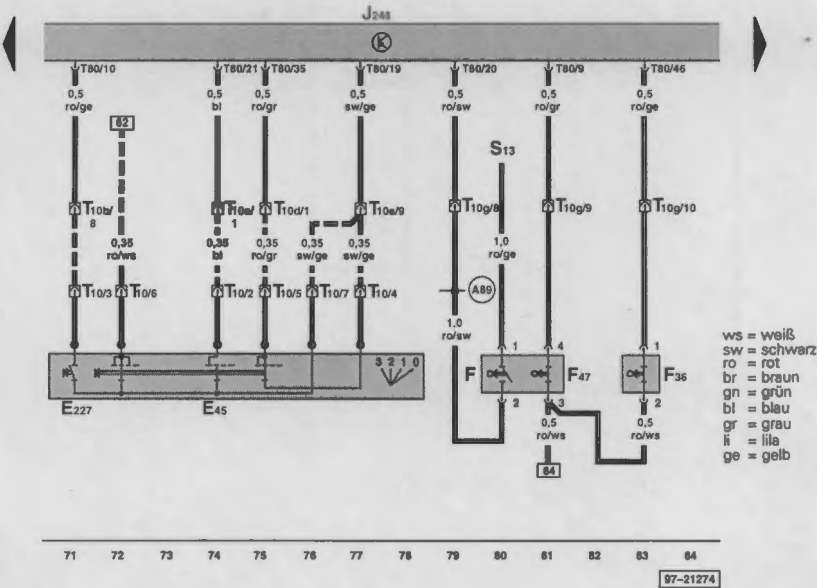 J248
K
T80/10 T80/21 T80/35 T80/19 T80/20 T80/9 T80/46
0,5 ro/ge
0,5 bl
0,5 ro/gr
0,5 sw/ge
0,5 ro/sw
0,5 ro/gr
0,5 ro/ge
62
S13
T10b/ 8
T10e/ 1
T10d/1
T10e/9
T10g/8
T10g/9
T10g/10
0,35 ro/ws
0,35 bl
0,35 ro/gr
0,35 sw/ge
0,35 sw/ge
1,0 ro/ge
T10/3 T10/6 T10/2 T10/5 T10/7 T10/4
A89
1,0 ro/sw
3 2 1 0
1 4 1
F F47 F36
2 3 2
E227 E45
0,5 ro/ws
0,5 ro/ws
64
ws = weiß
sw = schwarz
ro = rot
br = braun
gn = grün
bl = blau
gr = grau
li = lila
ge = gelb
71 72 73 74 75 76 77 78 79 80 81 82 83 84
97-21274